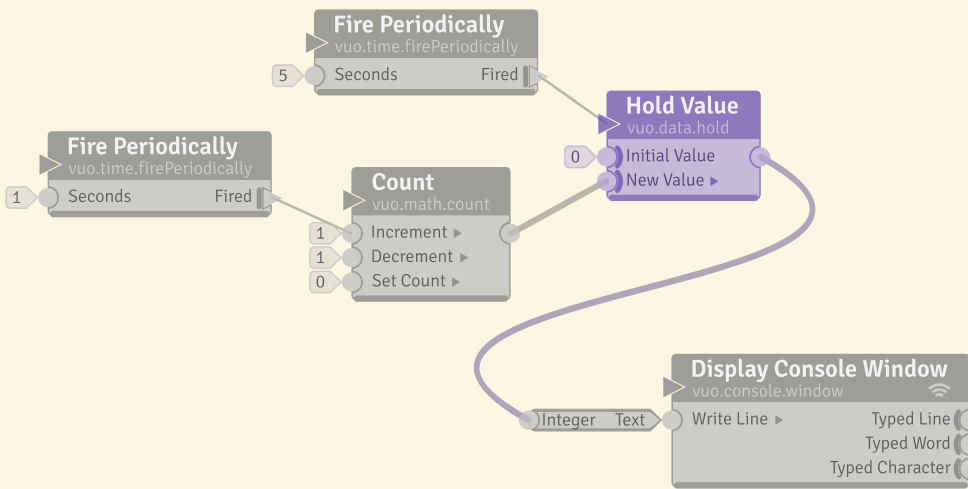 Fire Periodically
vuo.time.firePeriodically
5 Seconds Fired
Hold Value
vuo.data.hold
0 Initial Value
New Value
Fire Periodically
vuo.time.firePeriodically
1 Seconds Fired
Count
vuo.math.count
1 Increment
1 Decrement
0 Set Count
Display Console Window
vuo.console.window
Integer Text
Write Line Typed Line
Typed Word
Typed Character